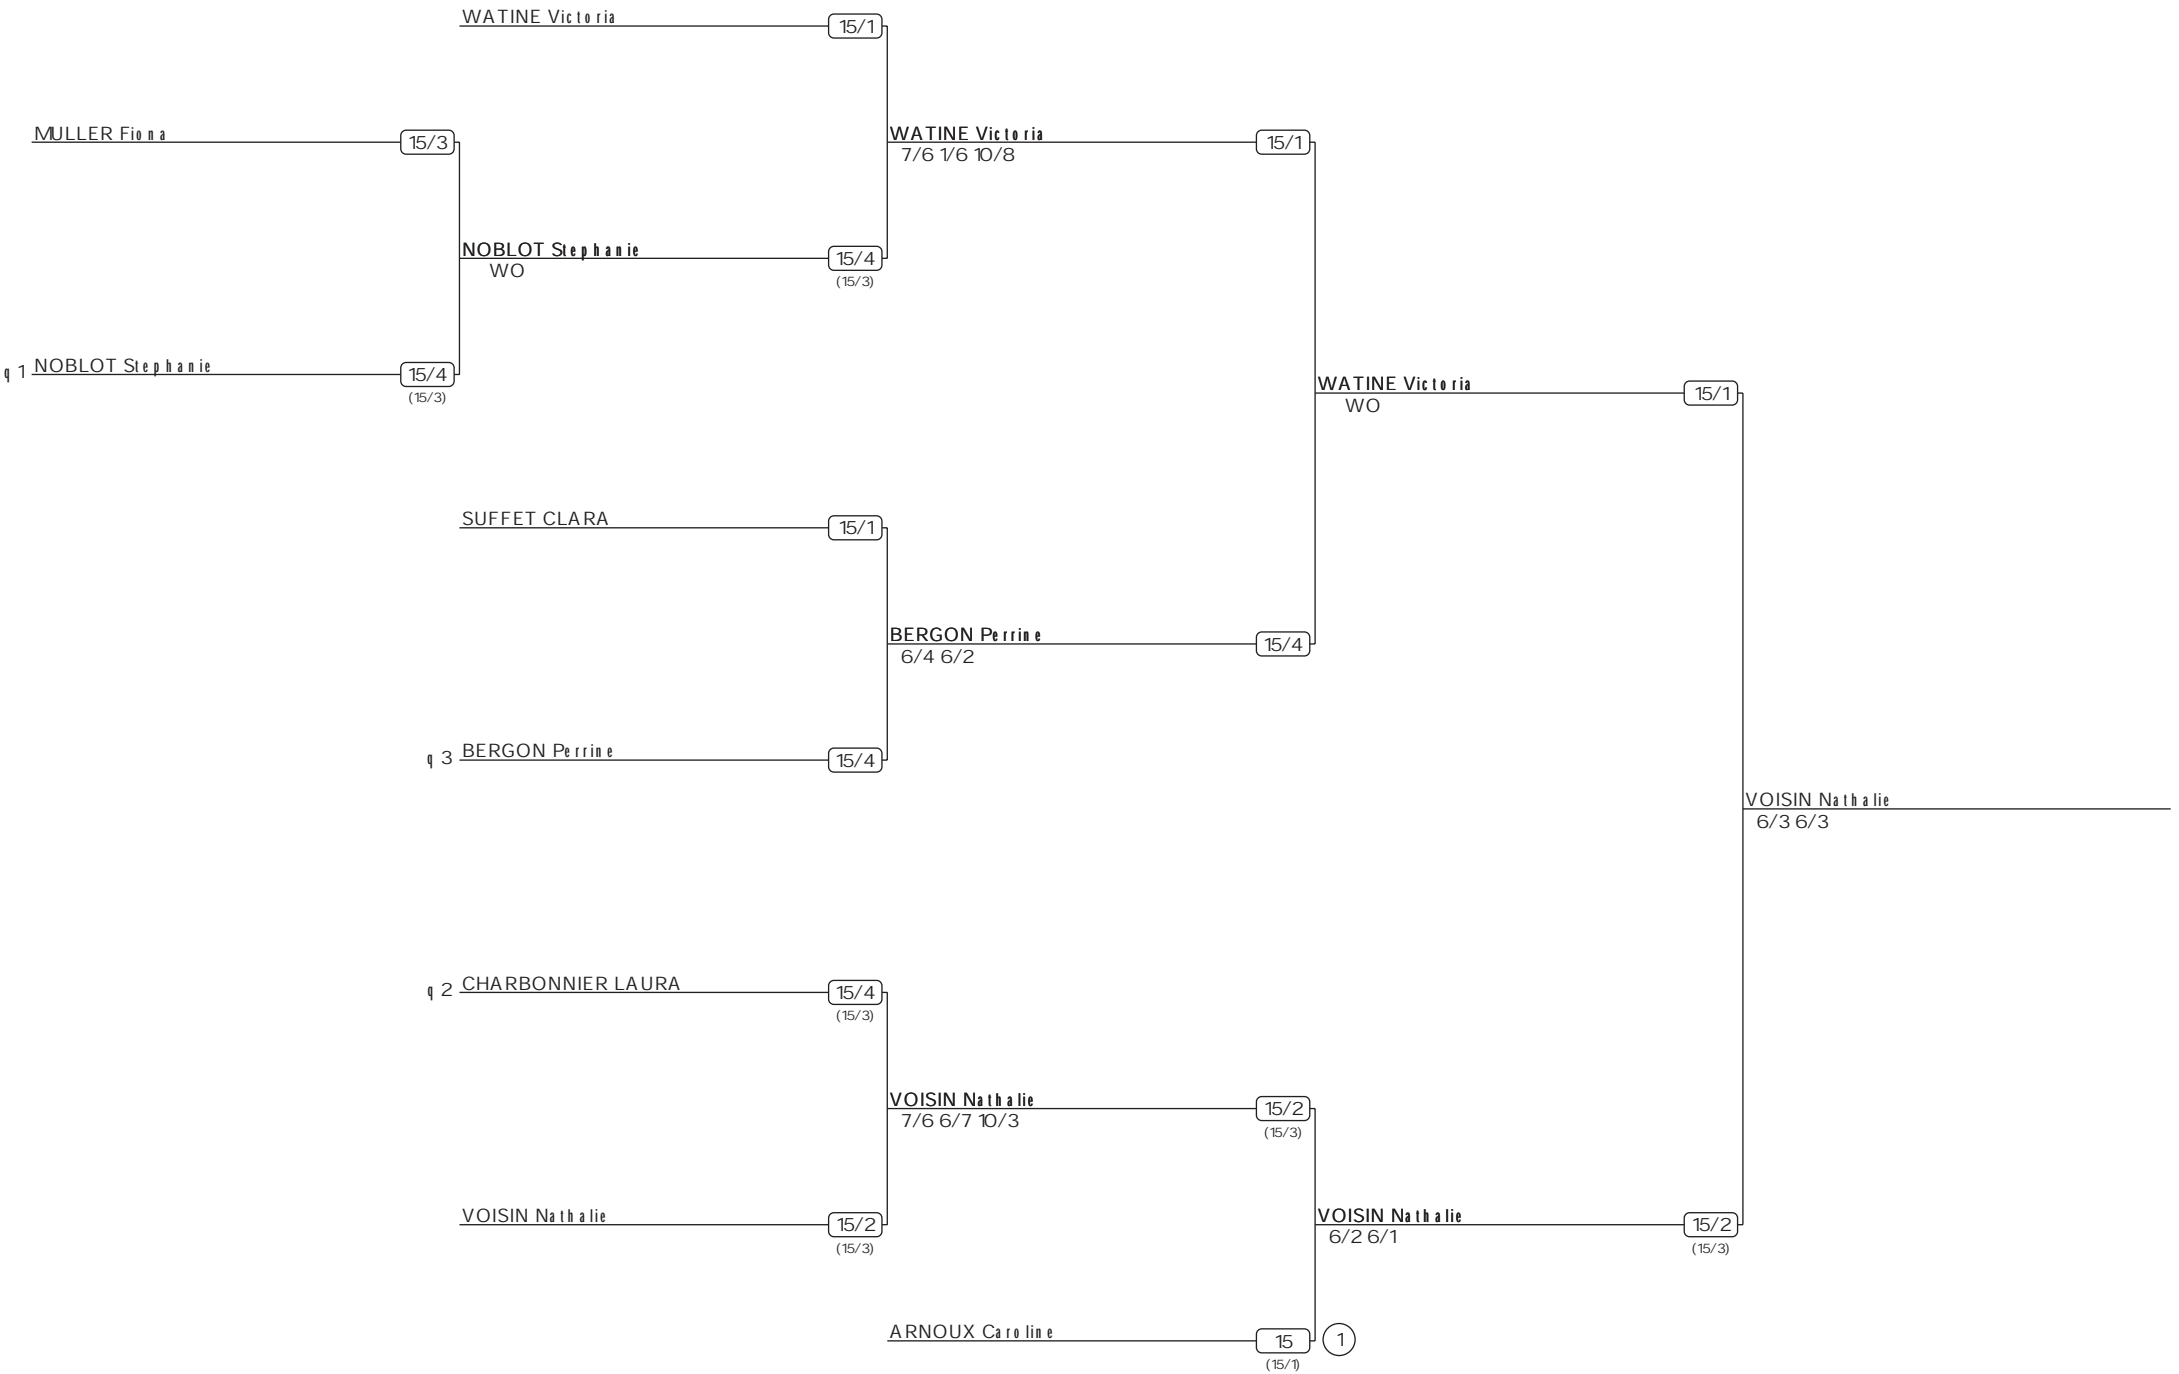 WATINE Victoria 15/1
MULLER Fiona 15/3
WATINE Victoria 15/1
7/6 1/6 10/8
NOBLOT Stephanie 15/4
WO
(15/3)
q 1 NOBLOT Stephanie 15/4
(15/3)
WATINE Victoria 15/1
WO
SUFFET CLARA 15/1
BERGON Perrine 15/4
6/4 6/2
q 3 BERGON Perrine 15/4
VOISIN Nathalie
6/3 6/3
q 2 CHARBONNIER LAURA 15/4
(15/3)
VOISIN Nathalie 15/2
7/6 6/7 10/3
(15/3)
VOISIN Nathalie 15/2
(15/3)
VOISIN Nathalie 15/2
6/2 6/1
(15/3)
ARNOUX Caroline 15 1
(15/1)